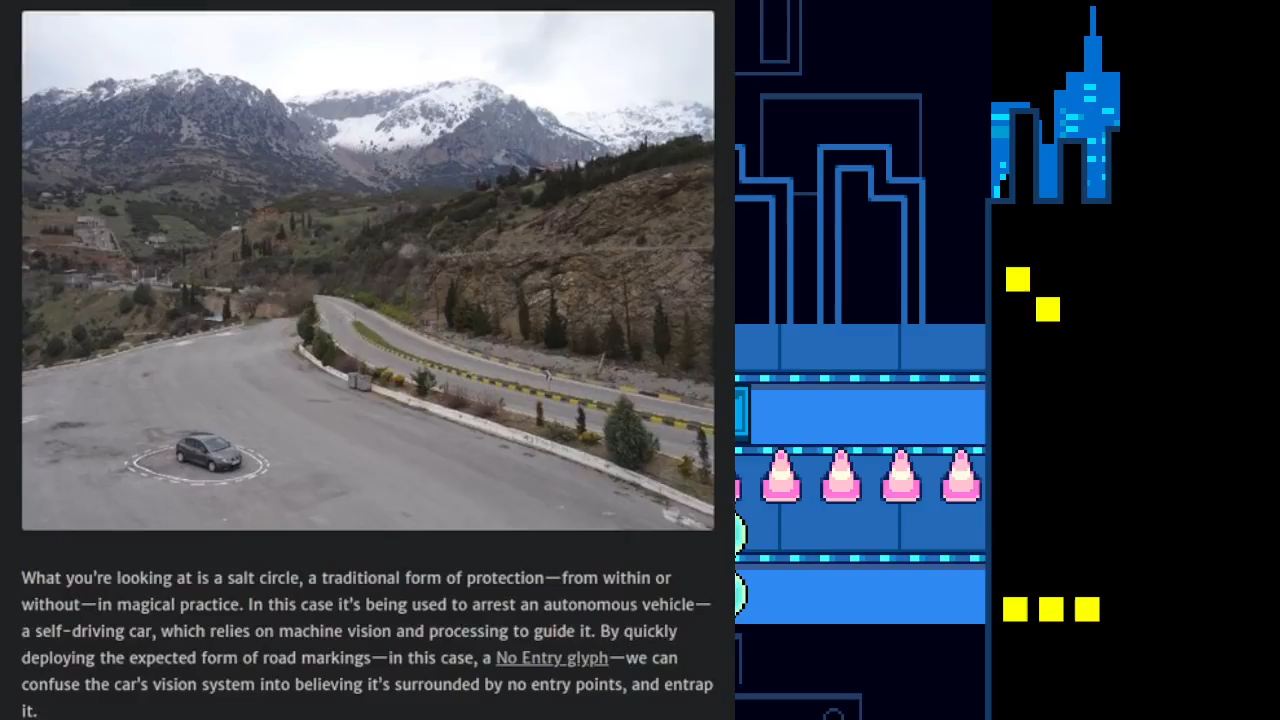 What you're looking at is a salt circle, a traditional form of protection—from within or
without—in magical practice. In this case it's being used to arrest an autonomous vehicle—
a self-driving car, which relies on machine vision and processing to guide it. By quickly
deploying the expected form of road markings—in this case, a No Entry glyph—we can
confuse the car's vision system into believing it's surrounded by no entry points, and entrap
it.